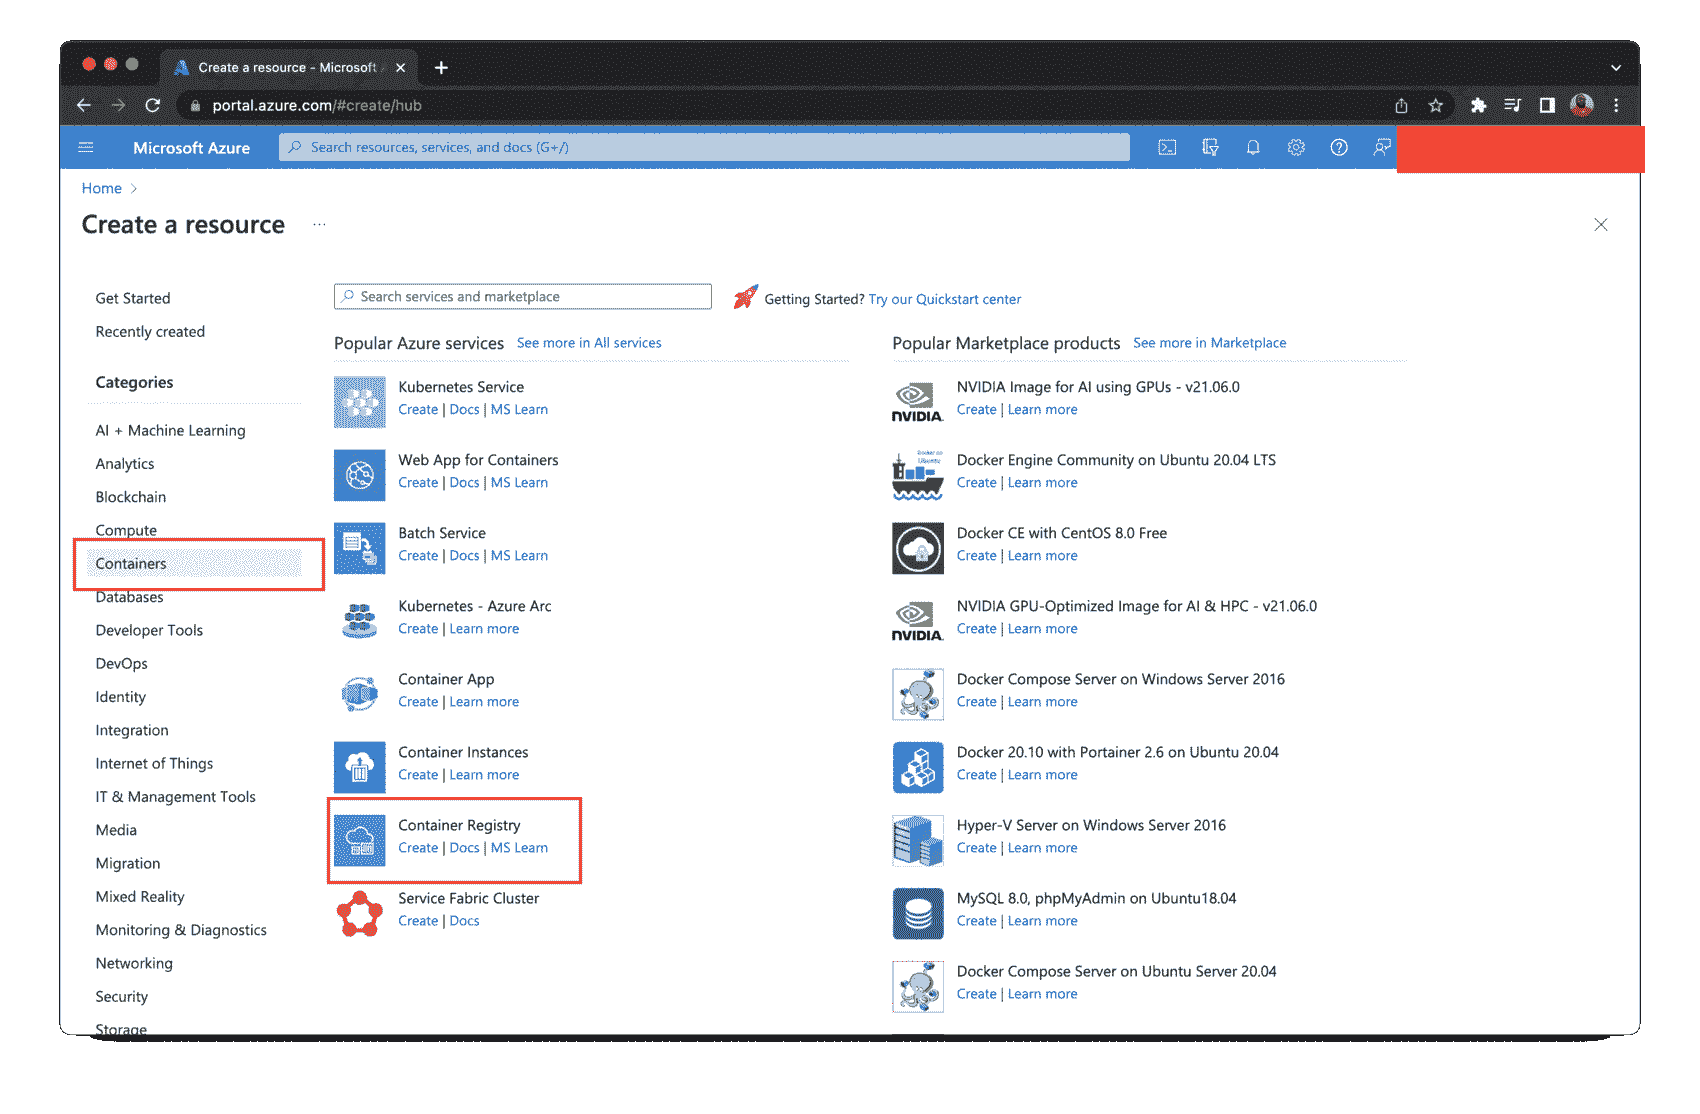 Create a resource - Microsoft
portal.azure.com/#create/hub
Microsoft Azure
Search resources, services, and docs (G+/)
Home
Create a resource
Get Started
Recently created
Categories
AI + Machine Learning
Analytics
Blockchain
Compute
Containers
Databases
Developer Tools
DevOps
Identity
Integration
Internet of Things
IT & Management Tools
Media
Migration
Mixed Reality
Monitoring & Diagnostics
Networking
Security
Storage
Search services and marketplace
Getting Started? Try our Quickstart center
Popular Azure services See more in All services
Kubernetes Service
Create | Docs | MS Learn
Web App for Containers
Create | Docs | MS Learn
Batch Service
Create | Docs | MS Learn
Kubernetes - Azure Arc
Create | Learn more
Container App
Create | Learn more
Container Instances
Create | Learn more
Container Registry
Create | Docs | MS Learn
Service Fabric Cluster
Create | Docs
Popular Marketplace products See more in Marketplace
NVIDIA.
NVIDIA Image for AI using GPUs - v21.06.0
Create | Learn more
Docker on
Ubuntu
Docker Engine Community on Ubuntu 20.04 LTS
Create | Learn more
Docker CE with CentOS 8.0 Free
Create | Learn more
NVIDIA.
NVIDIA GPU-Optimized Image for AI & HPC - v21.06.0
Create | Learn more
Docker Compose Server on Windows Server 2016
Create | Learn more
Docker 20.10 with Portainer 2.6 on Ubuntu 20.04
Create | Learn more
Hyper-V Server on Windows Server 2016
Create | Learn more
MySQL 8.0, phpMyAdmin on Ubuntu18.04
Create | Learn more
Docker Compose Server on Ubuntu Server 20.04
Create | Learn more